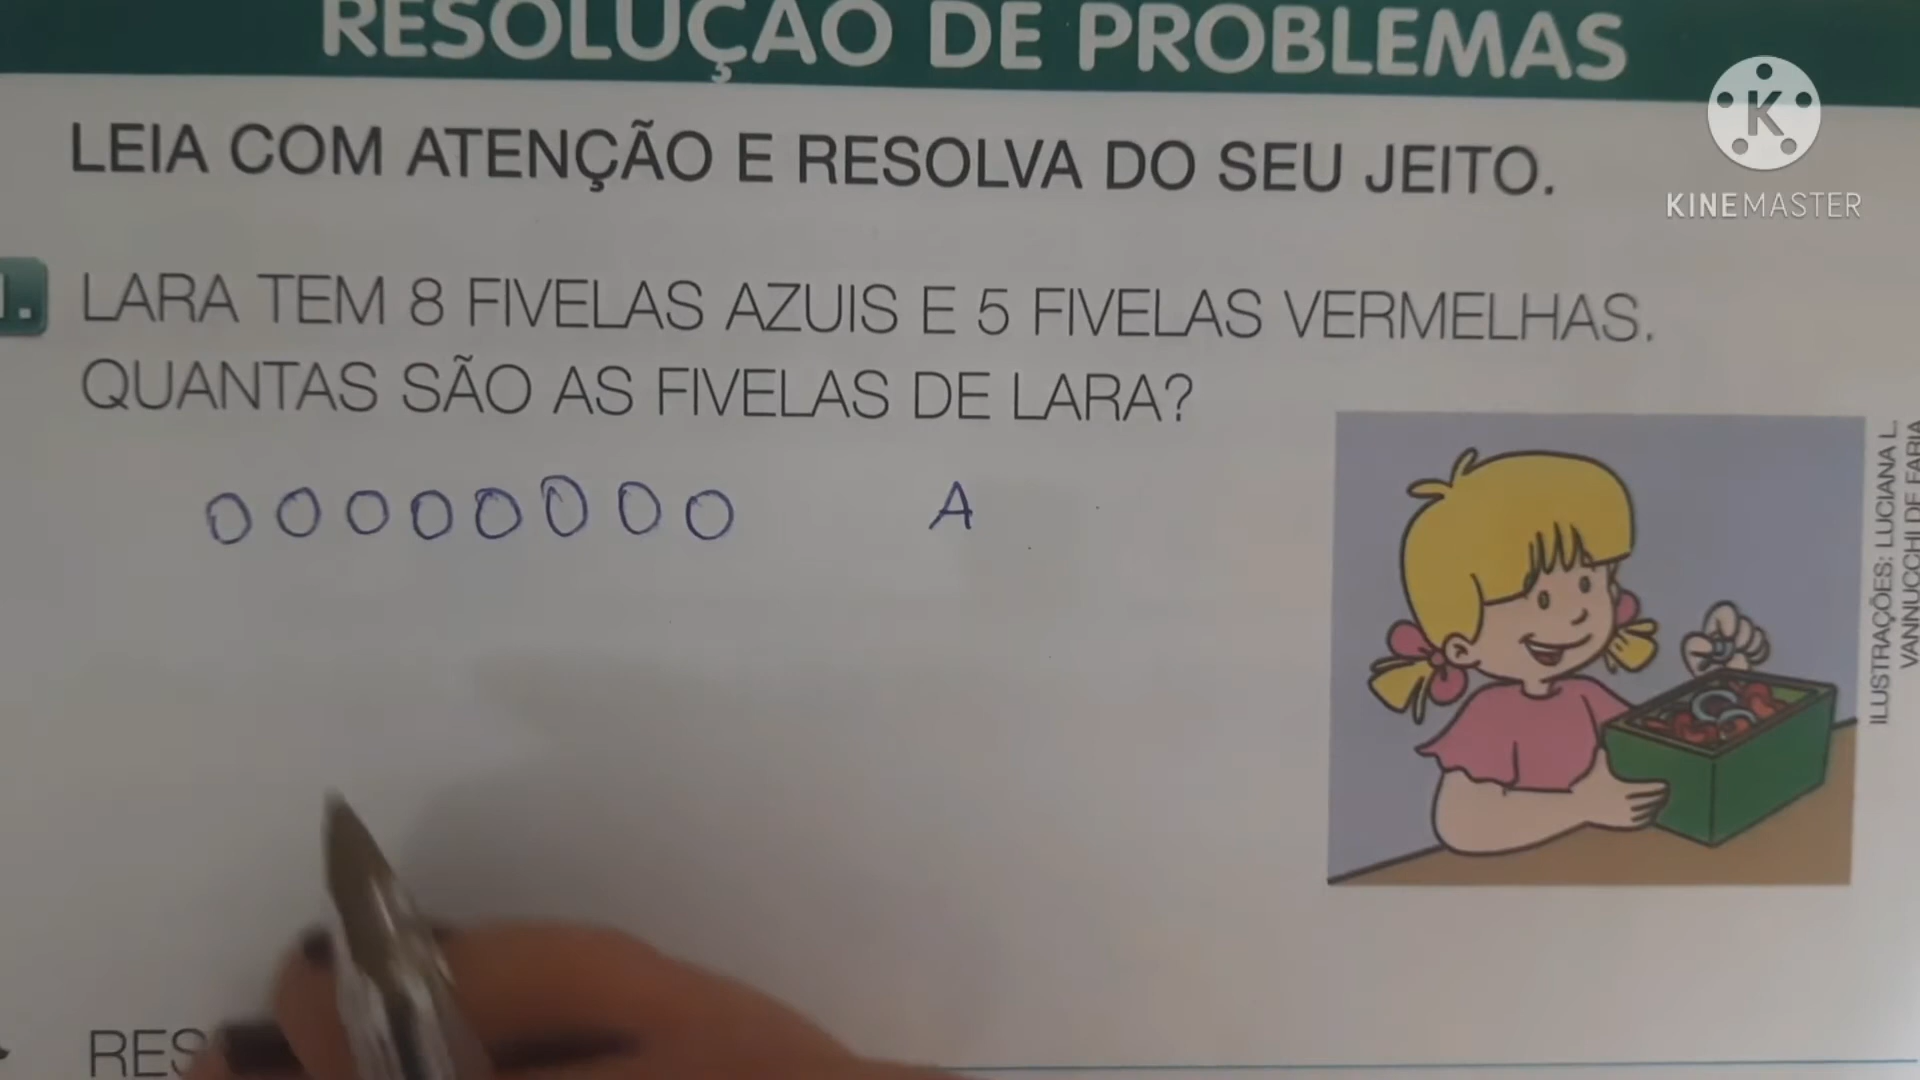 RESOLUÇÃO DE PROBLEMAS
LEIA COM ATENÇÃO E RESOLVA DO SEU JEITO.
K
KINEMASTER
1. LARA TEM 8 FIVELAS AZUIS E 5 FIVELAS VERMELHAS.
QUANTAS SÃO AS FIVELAS DE LARA?
O O O O O O O O A
ILUSTRAÇÕES: LUCIANA L.
VANNUCCHI DE FARIA